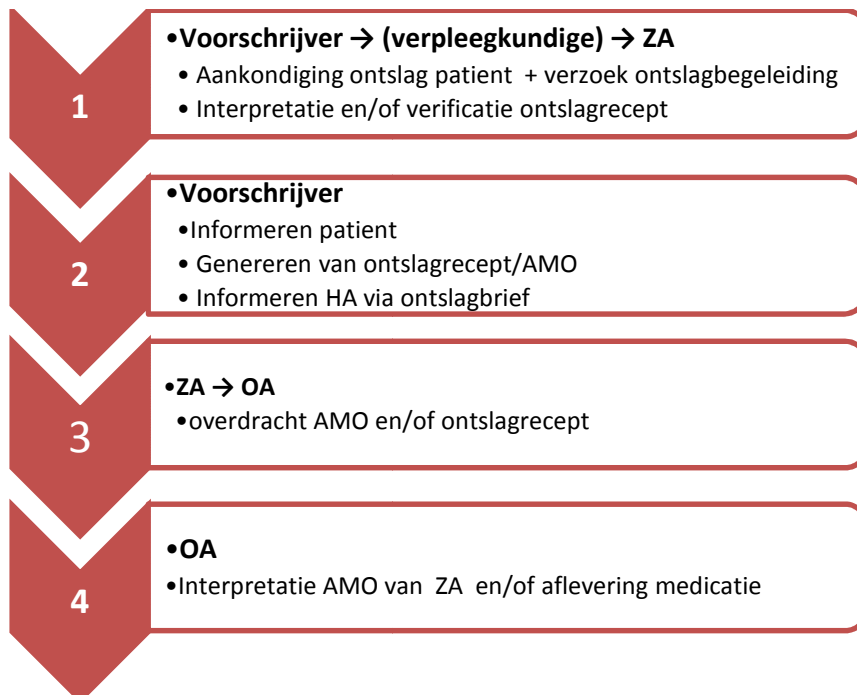 1
•Voorschrijver → (verpleegkundige) → ZA
• Aankondiging ontslag patient + verzoek ontslagbegeleiding
• Interpretatie en/of verificatie ontslagrecept
2
•Voorschrijver
•Informeren patient
• Genereren van ontslagrecept/AMO
• Informeren HA via ontslagbrief
3
•ZA → OA
•overdracht AMO en/of ontslagrecept
4
•OA
•Interpretatie AMO van ZA en/of aflevering medicatie